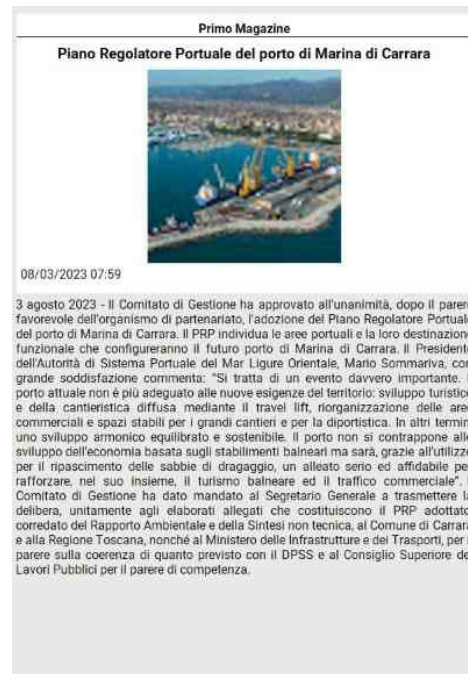 Primo Magazine
Piano Regolatore Portuale del porto di Marina di Carrara
08/03/2023 07:59
3 agosto 2023 - Il Comitato di Gestione ha approvato all'unanimità, dopo il parere
favorevole dell'organismo di partenariato, l'adozione del Piano Regolatore Portuale
del porto di Marina di Carrara. Il PRP individua le aree portuali e la loro destinazione
funzionale che configureranno il futuro porto di Marina di Carrara. Il Presidente
dell'Autorità di Sistema Portuale del Mar Ligure Orientale, Mario Sommariva, con
grande soddisfazione commenta: "Si tratta di un evento davvero importante.
porto attuale non è più adeguato alle nuove esigenze del territorio: sviluppo turistico
e della cantieristica diffusa mediante il travel lift, riorganizzazione delle aree
commerciali e spazi stabili per i grandi cantieri e per la diportistica. In altri termin
uno sviluppo armonico equilibrato e sostenibile. Il porto non si contrappone allo
sviluppo dell'economia basata sugli stabilimenti balneari ma sarà, grazie all'utilizzo
per il ripascimento delle sabbie di dragaggio, un alleato serio ed affidabile per
rafforzare, nel suo insieme, il turismo balneare ed il traffico commerciale".
Comitato di Gestione ha dato mandato al Segretario Generale a trasmettere la
delibera, unitamente agli elaborati allegati che costituiscono il PRP adottato
corredato del Rapporto Ambientale e della Sintesi non tecnica, al Comune di Carrara
e alla Regione Toscana, nonché al Ministero delle Infrastrutture e dei Trasporti, per i
parere sulla coerenza di quanto previsto con il DPSS e al Consiglio Superiore de
Lavori Pubblici per il parere di competenza.